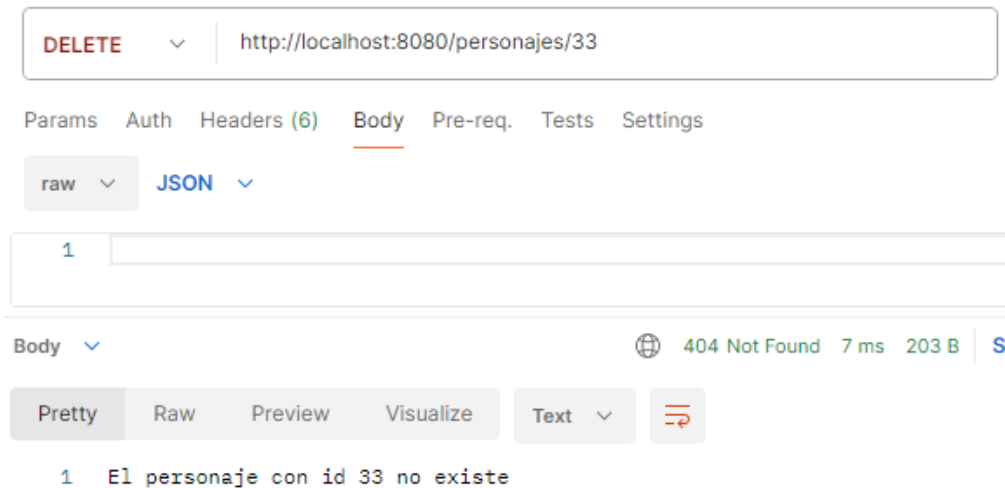 DELETE http://localhost:8080/personajes/33
Params Auth Headers (6) Body Pre-req. Tests Settings
raw JSON
1
Body 404 Not Found 7 ms 203 B S
Pretty Raw Preview Visualize Text
1 El personaje con id 33 no existe